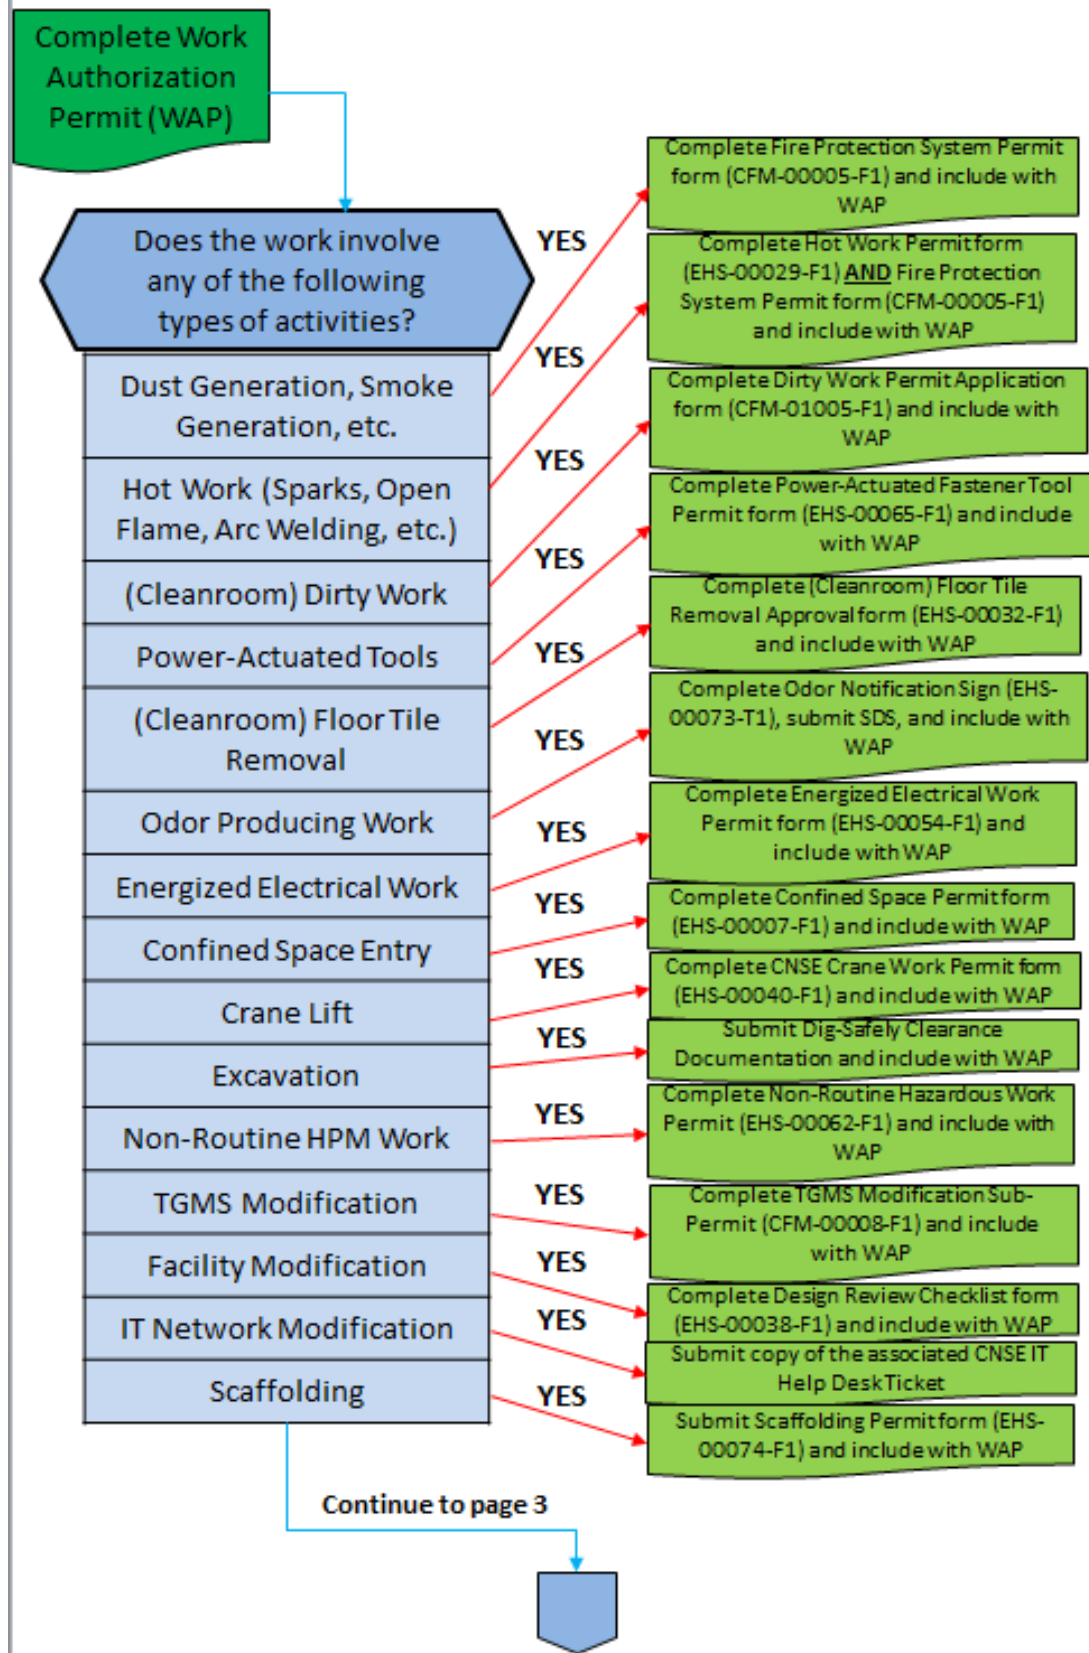 Complete Work
Authorization
Permit (WAP)
Does the work involve
any of the following
types of activities?
YES
Complete Fire Protection System Permit
form (CFM-00005-F1) and include with
WAP
Dust Generation, Smoke
Generation, etc.
YES
Complete Hot Work Permit form
(EHS-00029-F1) AND Fire Protection
System Permit form (CFM-00005-F1)
and include with WAP
Hot Work (Sparks, Open
Flame, Arc Welding, etc.)
YES
Complete Dirty Work Permit Application
form (CFM-01005-F1) and include with
WAP
(Cleanroom) Dirty Work
YES
Complete Power-Actuated Fastener Tool
Permit form (EHS-00065-F1) and include
with WAP
Power-Actuated Tools
YES
Complete (Cleanroom) Floor Tile
Removal Approval form (EHS-00032-F1)
and include with WAP
(Cleanroom) Floor Tile
Removal
YES
Complete Odor Notification Sign (EHS-
00073-T1), submit SDS, and include with
WAP
Odor Producing Work
YES
Complete Energized Electrical Work
Permit form (EHS-00054-F1) and
include with WAP
Energized Electrical Work
YES
Complete Confined Space Permit form
(EHS-00007-F1) and include with WAP
Confined Space Entry
YES
Complete CNSE Crane Work Permit form
(EHS-00040-F1) and include with WAP
Crane Lift
YES
Submit Dig-Safely Clearance
Documentation and include with WAP
Excavation
YES
Complete Non-Routine Hazardous Work
Permit (EHS-00062-F1) and include with
WAP
Non-Routine HPM Work
YES
Complete TGMS Modification Sub-
Permit (CFM-00008-F1) and include
with WAP
TGMS Modification
YES
Complete Design Review Checklist form
(EHS-00038-F1) and include with WAP
Facility Modification
YES
Submit copy of the associated CNSE IT
Help Desk Ticket
IT Network Modification
YES
Submit Scaffolding Permit form (EHS-
00074-F1) and include with WAP
Scaffolding
Continue to page 3